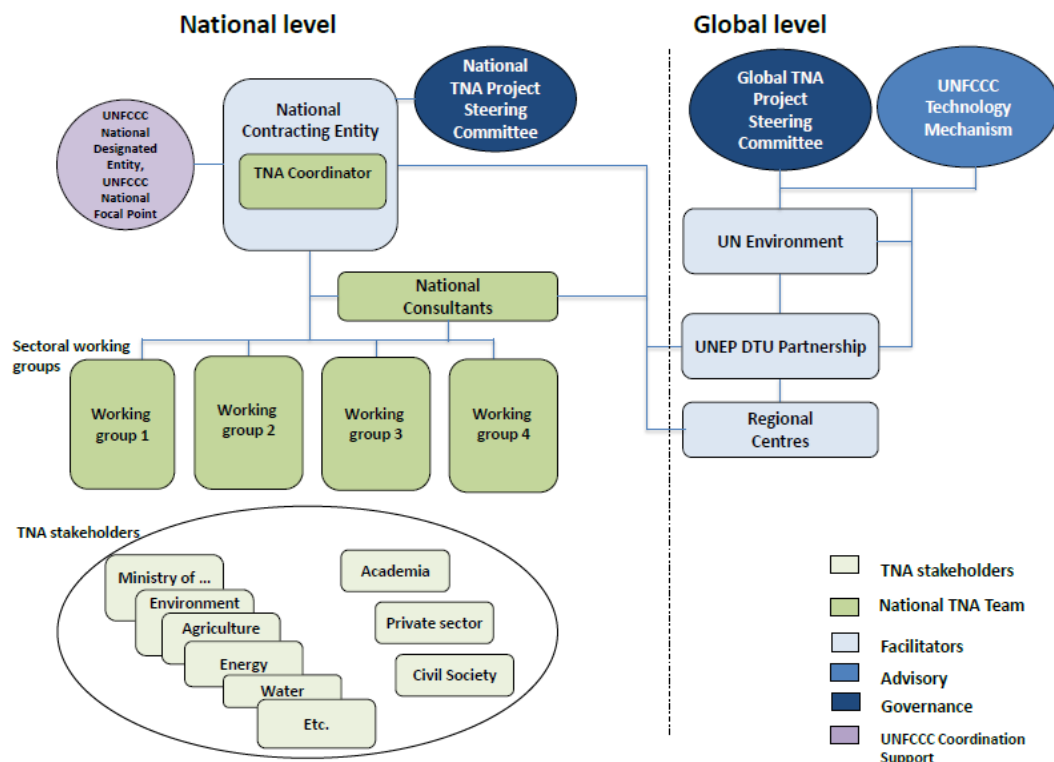 National level
Global level
National
TNA Project
Steering
Committee
Global TNA
Project
Steering
Committee
UNFCCC
Technology
Mechanism
National
Contracting Entity
TNA Coordinator
UNFCCC
National
Designated
Entity,
UNFCCC
National
Focal Point
UN Environment
National
Consultants
UNEP DTU Partnership
Sectoral working
groups
Working
group 1
Working
group 2
Working
group 3
Working
group 4
Regional
Centres
TNA stakeholders
Ministry of ...
Environment
Agriculture
Energy
Water
Etc.
Academia
Private sector
Civil Society
TNA stakeholders
National TNA Team
Facilitators
Advisory
Governance
UNFCCC Coordination
Support